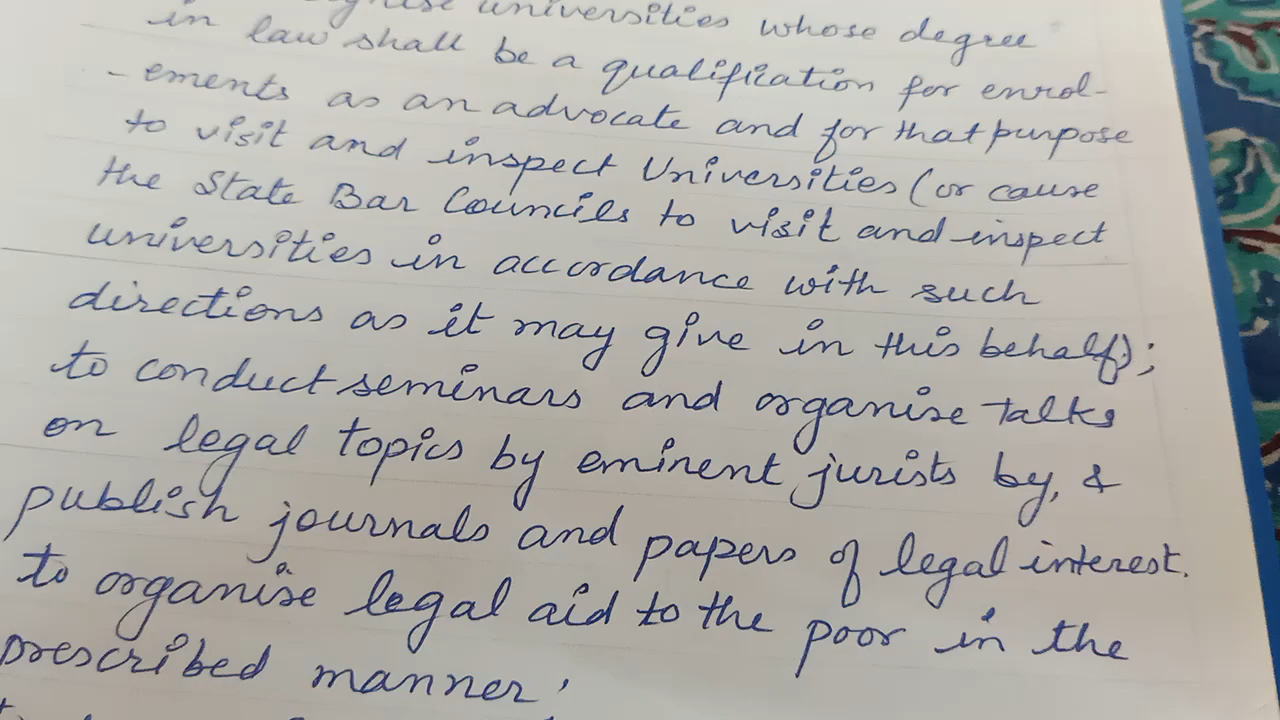 universities whose degree
in law shall be a qualification for enrol-
- ements as an advocate and for that purpose
to visit and inspect Universities (or cause
the State Bar Councils to visit and inspect
universities in accordance with such
directions as it may give in this behalf);
to conduct seminars and organise talks
on legal topics by eminent jurists by, &
publish journals and papers of legal interest.
to organise legal aid to the poor in the
prescribed manner;